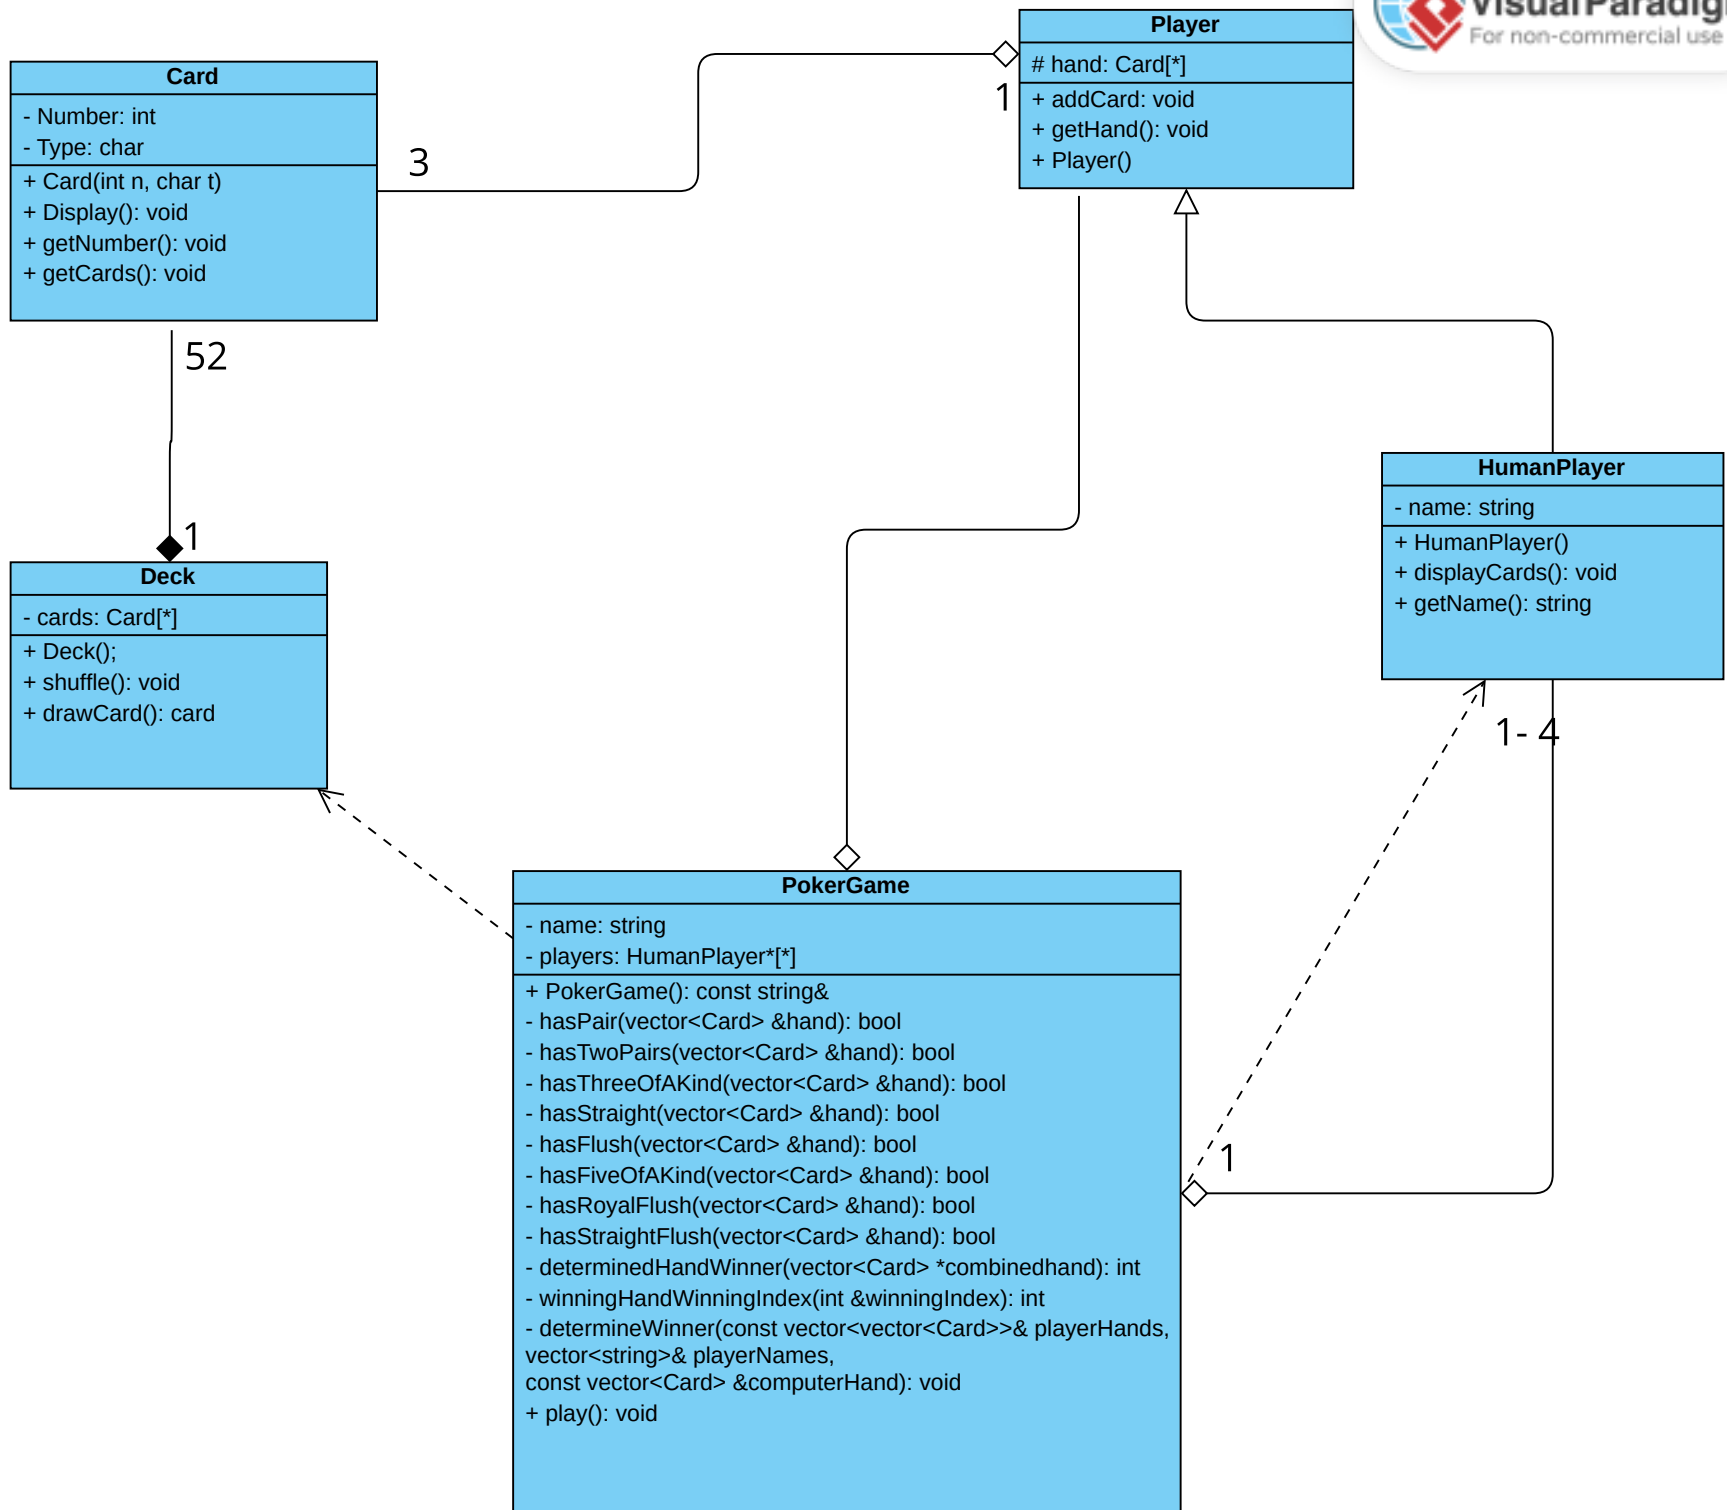 VisualParadig
For non-commercial use
Player
# hand: Card[*]
+ addCard: void
+ getHand(): void
+ Player()
1
Card
- Number: int
- Type: char
+ Card(int n, char t)
+ Display(): void
+ getNumber(): void
+ getCards(): void
3
52
1
Deck
- cards: Card[*]
+ Deck();
+ shuffle(): void
+ drawCard(): card
HumanPlayer
- name: string
+ HumanPlayer()
+ displayCards(): void
+ getName(): string
1- 4
1
PokerGame
- name: string
- players: HumanPlayer*[*]
+ PokerGame(): const string&
- hasPair(vector<Card> &hand): bool
- hasTwoPairs(vector<Card> &hand): bool
- hasThreeOfAKind(vector<Card> &hand): bool
- hasStraight(vector<Card> &hand): bool
- hasFlush(vector<Card> &hand): bool
- hasFiveOfAKind(vector<Card> &hand): bool
- hasRoyalFlush(vector<Card> &hand): bool
- hasStraightFlush(vector<Card> &hand): bool
- determinedHandWinner(vector<Card> *combinedhand): int
- winningHandWinningIndex(int &winningIndex): int
- determineWinner(const vector<vector<Card>>& playerHands,
vector<string>& playerNames,
const vector<Card> &computerHand): void
+ play(): void